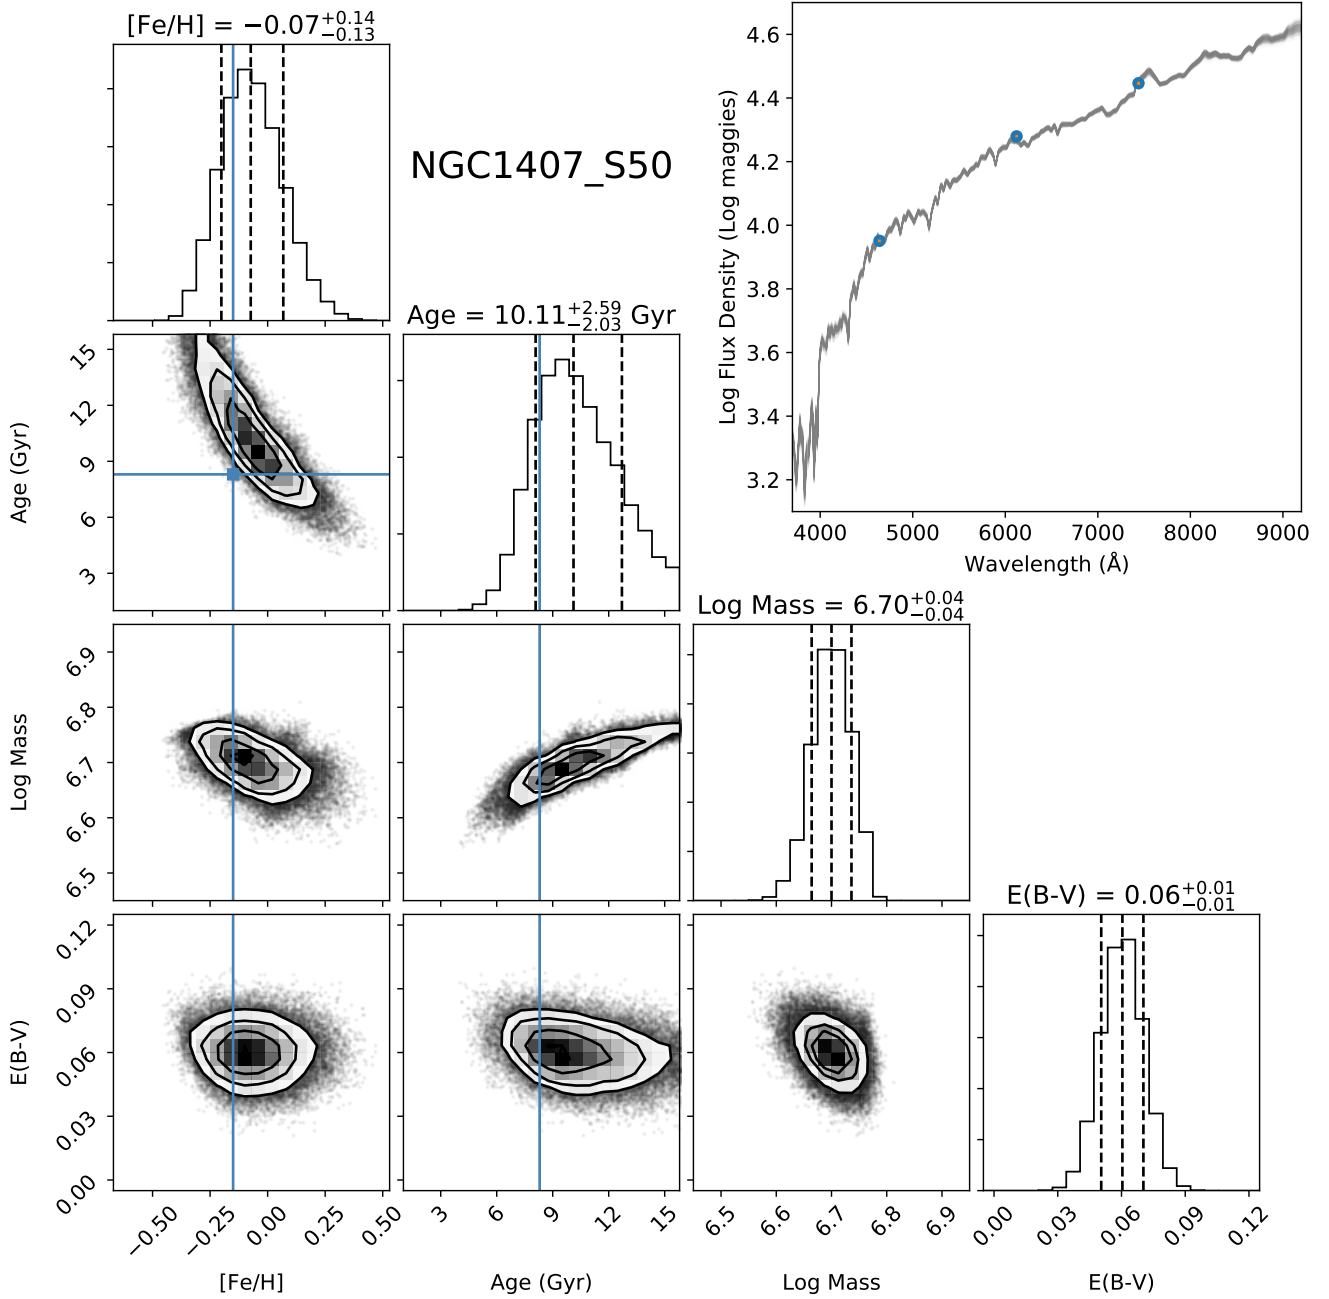 [Fe/H] = −0.07+0.14−0.13
NGC1407_S50
Log Flux Density (Log maggies)
4.6
4.4
4.2
4.0
3.8
3.6
3.4
3.2
4000 5000 6000 7000 8000 9000
Wavelength (Å)
Age = 10.11+2.59−2.03 Gyr
Age (Gyr)
15
12
9
6
3
Log Mass = 6.70+0.04−0.04
Log Mass
6.9
6.8
6.7
6.6
6.5
E(B-V) = 0.06+0.01−0.01
E(B-V)
0.12
0.09
0.06
0.03
0.00
−0.50 −0.25 0.00 0.25 0.50
[Fe/H]
3 6 9 12 15
Age (Gyr)
6.5 6.6 6.7 6.8 6.9
Log Mass
0.00 0.03 0.06 0.09 0.12
E(B-V)